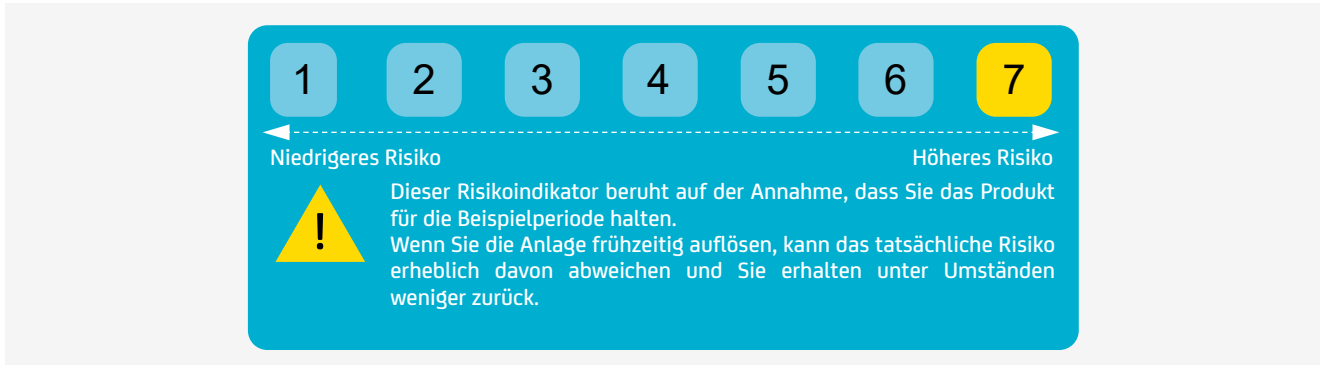 1 2 3 4 5 6 7
Niedrigeres Risiko Höheres Risiko
! Dieser Risikoindikator beruht auf der Annahme, dass Sie das Produkt
für die Beispielperiode halten.
Wenn Sie die Anlage frühzeitig auflösen, kann das tatsächliche Risiko
erheblich davon abweichen und Sie erhalten unter Umständen
weniger zurück.